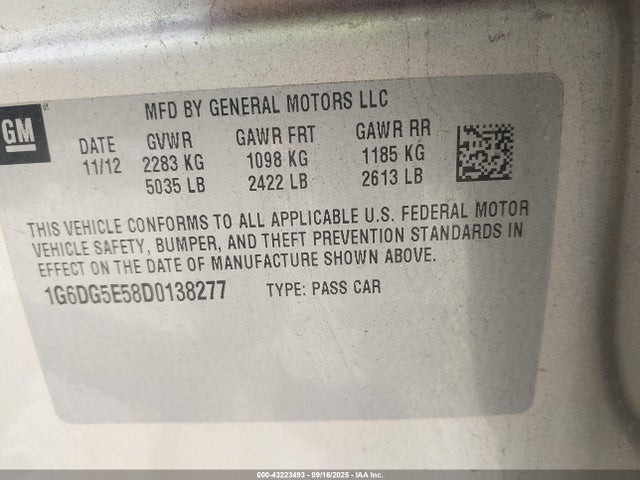 GM
MFD BY GENERAL MOTORS LLC
DATE GVWR GAWR FRT GAWR RR
11/12 2283 KG 1098 KG 1185 KG
5035 LB 2422 LB 2613 LB
THIS VEHICLE CONFORMS TO ALL APPLICABLE U.S. FEDERAL MOTOR
VEHICLE SAFETY, BUMPER, AND THEFT PREVENTION STANDARDS IN
EFFECT ON THE DATE OF MANUFACTURE SHOWN ABOVE.
1G6DG5E58D0138277 TYPE: PASS CAR
000-43223493 - 09/16/2025 - IAA Inc.